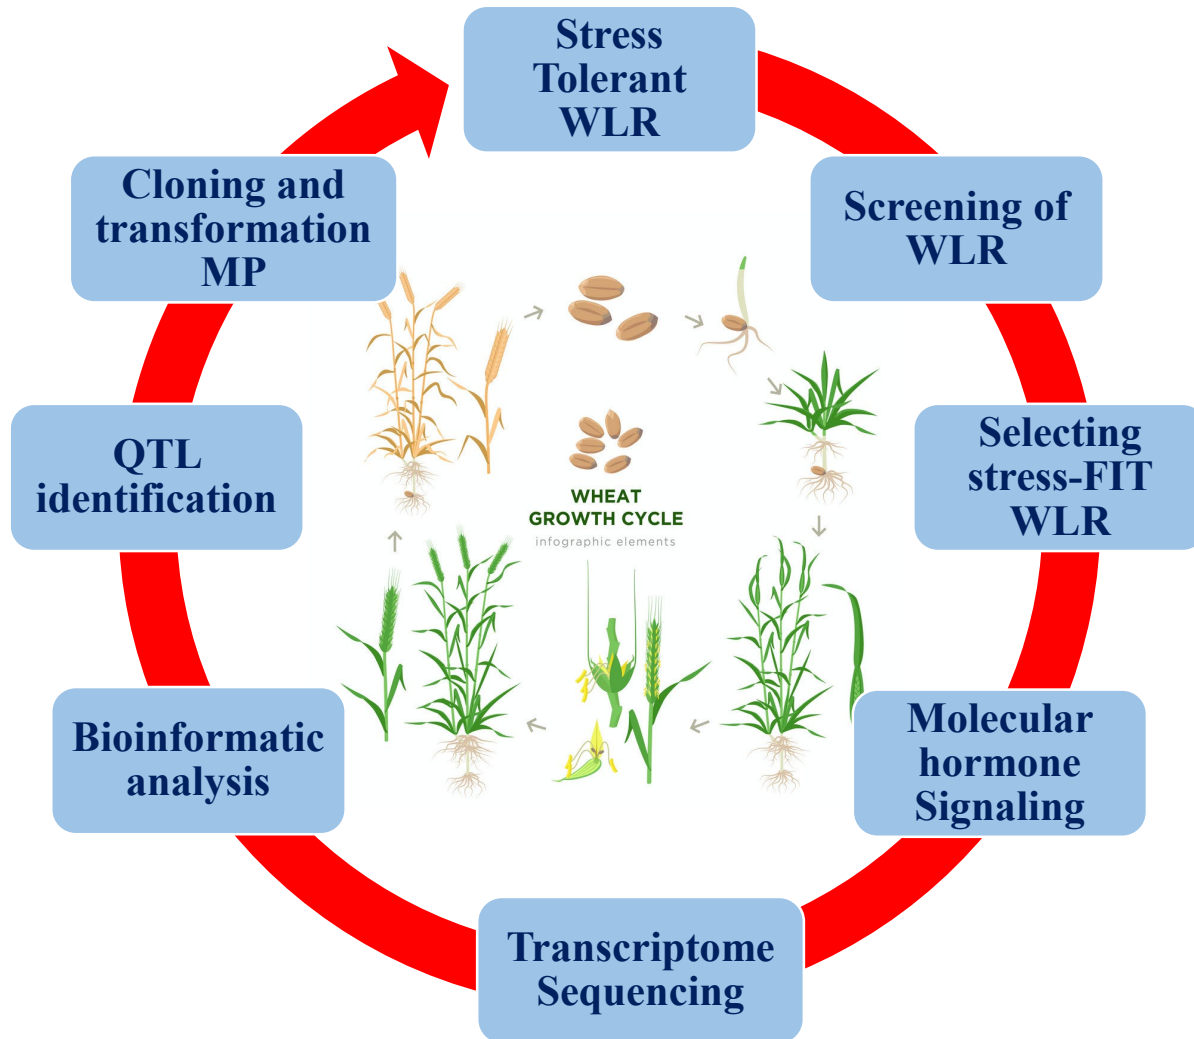 Stress
Tolerant
WLR
Screening of
WLR
Selecting
stress-FIT
WLR
Molecular
hormone
Signaling
Transcriptome
Sequencing
Bioinformatic
analysis
QTL
identification
Cloning and
transformation
MP
WHEAT
GROWTH CYCLE
infographic elements